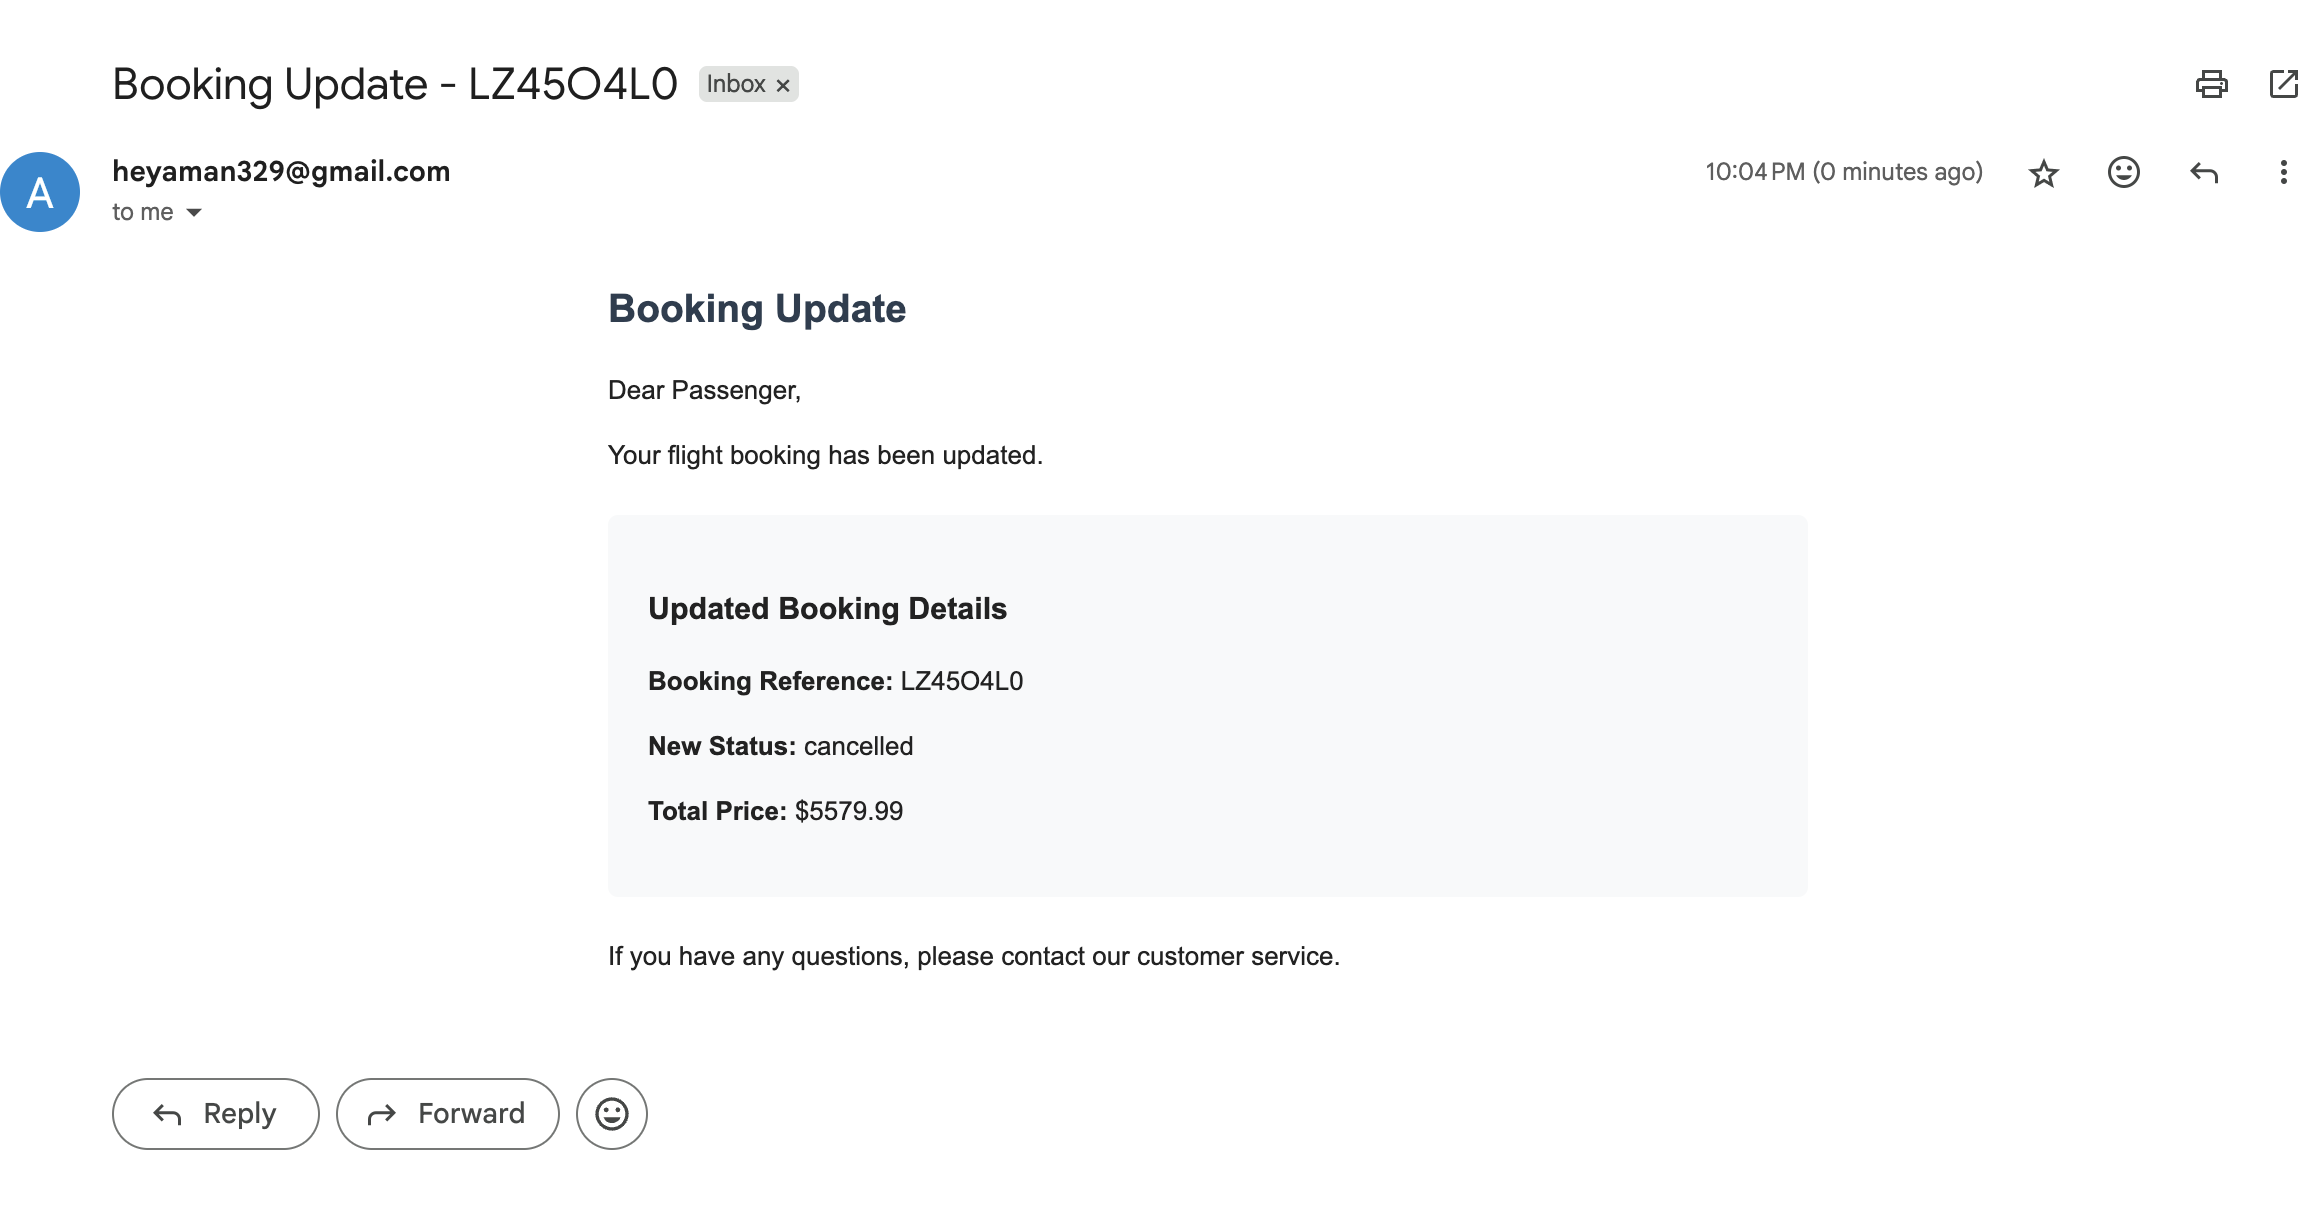 Booking Update - LZ45O4L0 Inbox ×
heyaman329@gmail.com 10:04 PM (0 minutes ago)
A
to me
Booking Update
Dear Passenger,
Your flight booking has been updated.
Updated Booking Details
Booking Reference: LZ45O4L0
New Status: cancelled
Total Price: $5579.99
If you have any questions, please contact our customer service.
Reply Forward